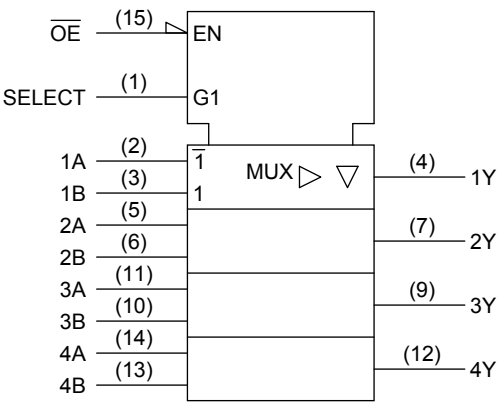 O̅E̅ (15) EN
SELECT (1) G1
1A (2) 1̅ MUX (4) 1Y
1B (3) 1
2A (5) (7) 2Y
2B (6)
3A (11) (9) 3Y
3B (10)
4A (14) (12) 4Y
4B (13)